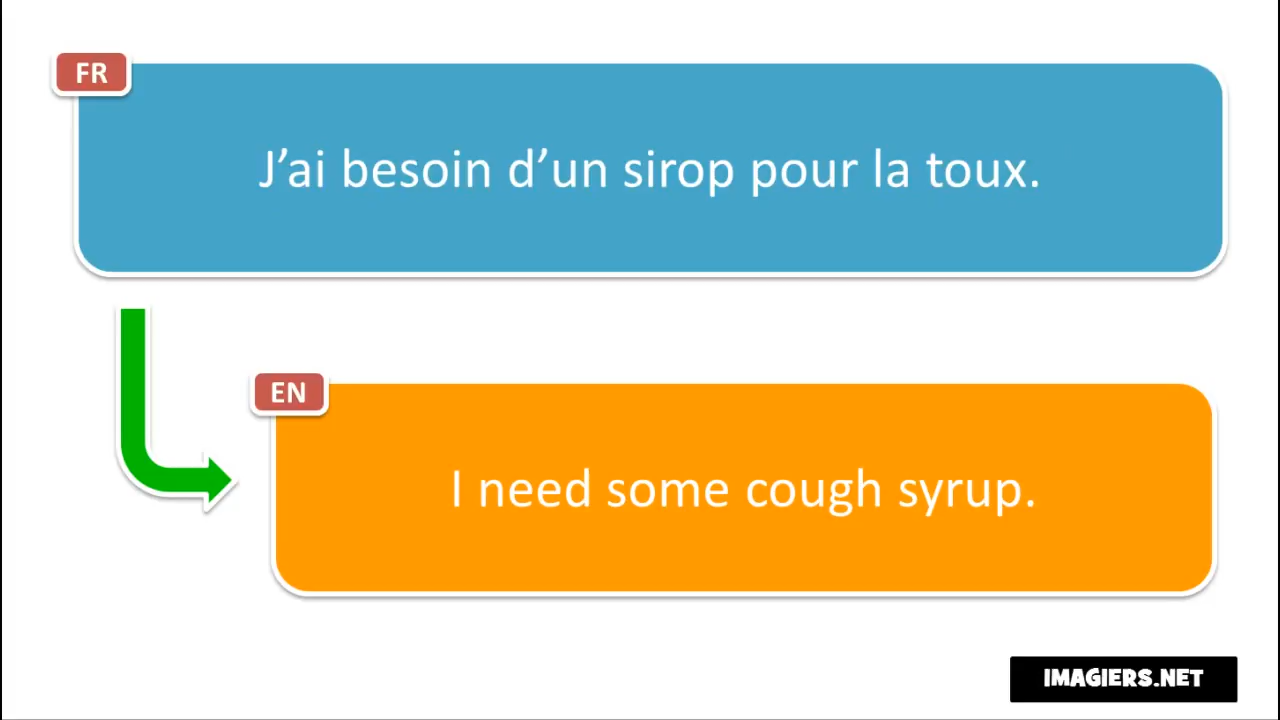 FR
J’ai besoin d’un sirop pour la toux.
EN
I need some cough syrup.
IMAGIERS.NET